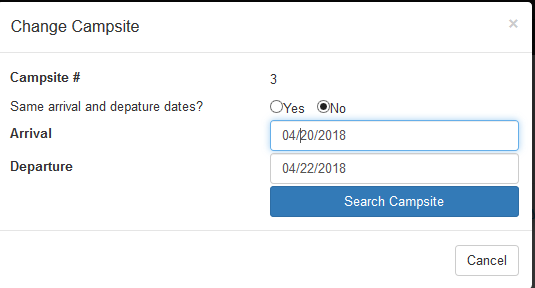 Change Campsite ×
Campsite # 3
Same arrival and depature dates? Yes No
Arrival 04/20/2018
Departure 04/22/2018
Search Campsite
Cancel